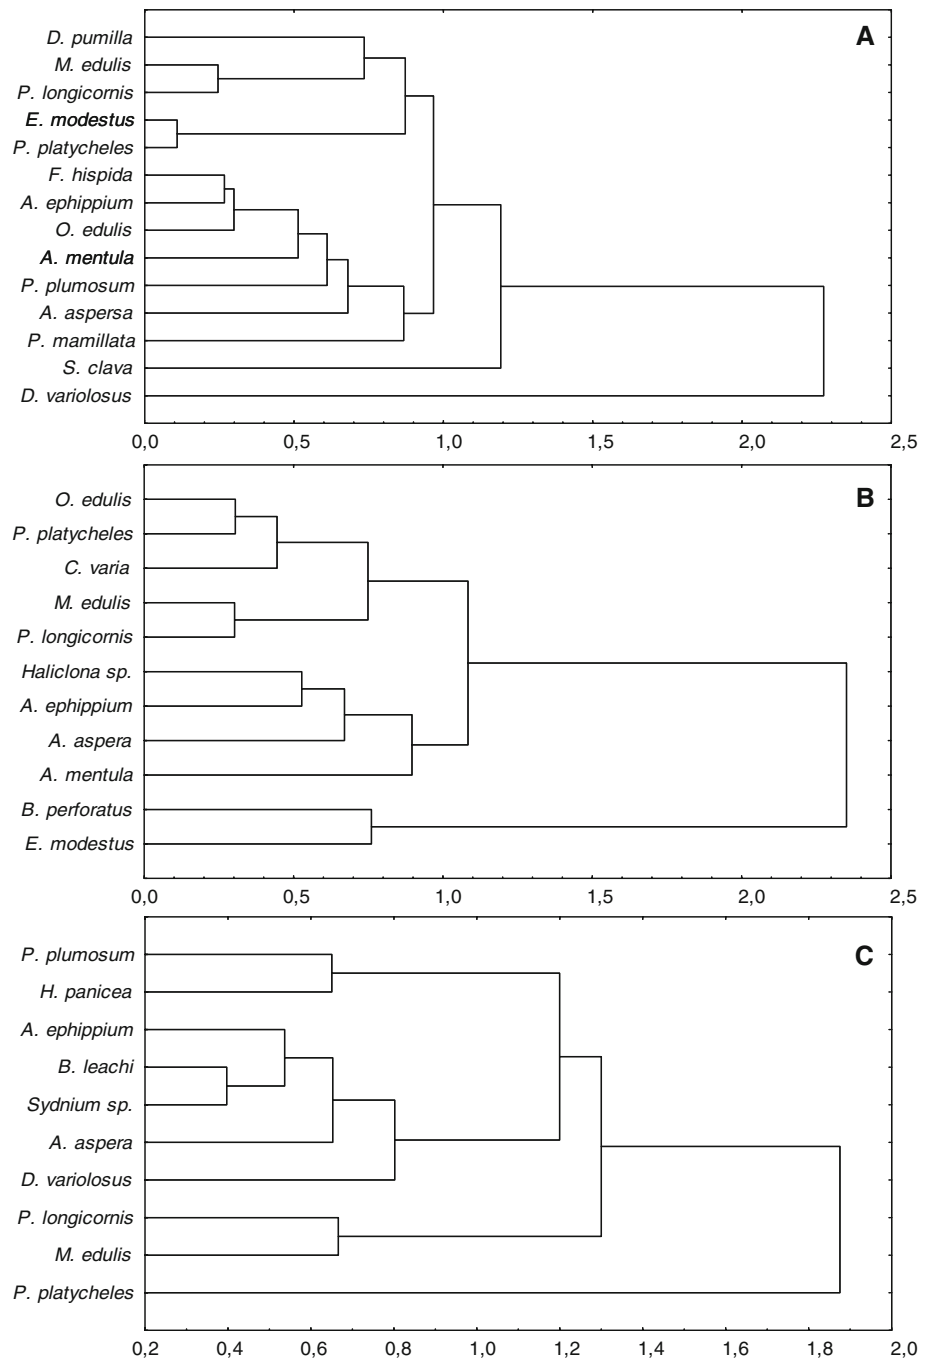 A
D. pumilla
M. edulis
P. longicornis
E. modestus
P. platycheles
F. hispida
A. ephippium
O. edulis
A. mentula
P. plumosum
A. aspersa
P. mamillata
S. clava
D. variolosus
0,0 0,5 1,0 1,5 2,0 2,5
B
O. edulis
P. platycheles
C. varia
M. edulis
P. longicornis
Haliclona sp.
A. ephippium
A. aspera
A. mentula
B. perforatus
E. modestus
0,0 0,5 1,0 1,5 2,0 2,5
C
P. plumosum
H. panicea
A. ephippium
B. leachi
Sydnium sp.
A. aspera
D. variolosus
P. longicornis
M. edulis
P. platycheles
0,2 0,4 0,6 0,8 1,0 1,2 1,4 1,6 1,8 2,0